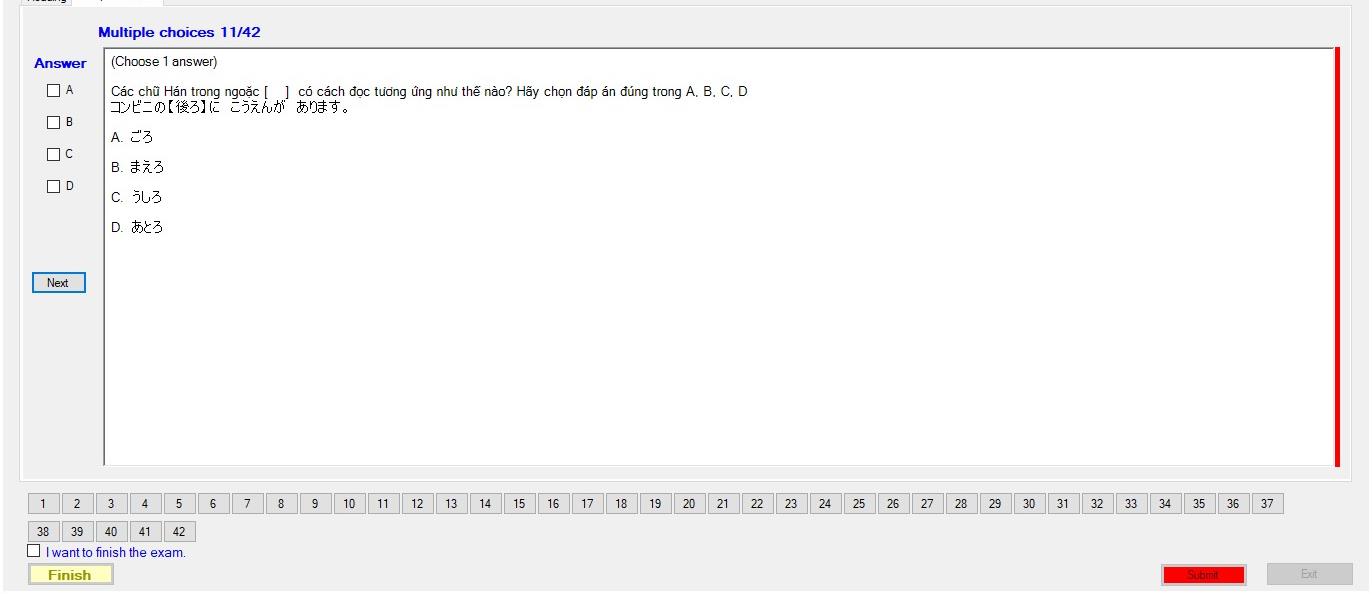 Multiple choices 11/42
Answer
(Choose 1 answer)
A
B
C
D
Các chữ Hán trong ngoặc [ ] có cách đọc tương ứng như thế nào? Hãy chọn đáp án đúng trong A, B, C, D
コンビニの【後ろ】に こうえんが あります。
A. ごろ
B. まえろ
C. うしろ
D. あとろ
Next
1 2 3 4 5 6 7 8 9 10 11 12 13 14 15 16 17 18 19 20 21 22 23 24 25 26 27 28 29 30 31 32 33 34 35 36 37
38 39 40 41 42
I want to finish the exam.
Finish
Submit
Exit